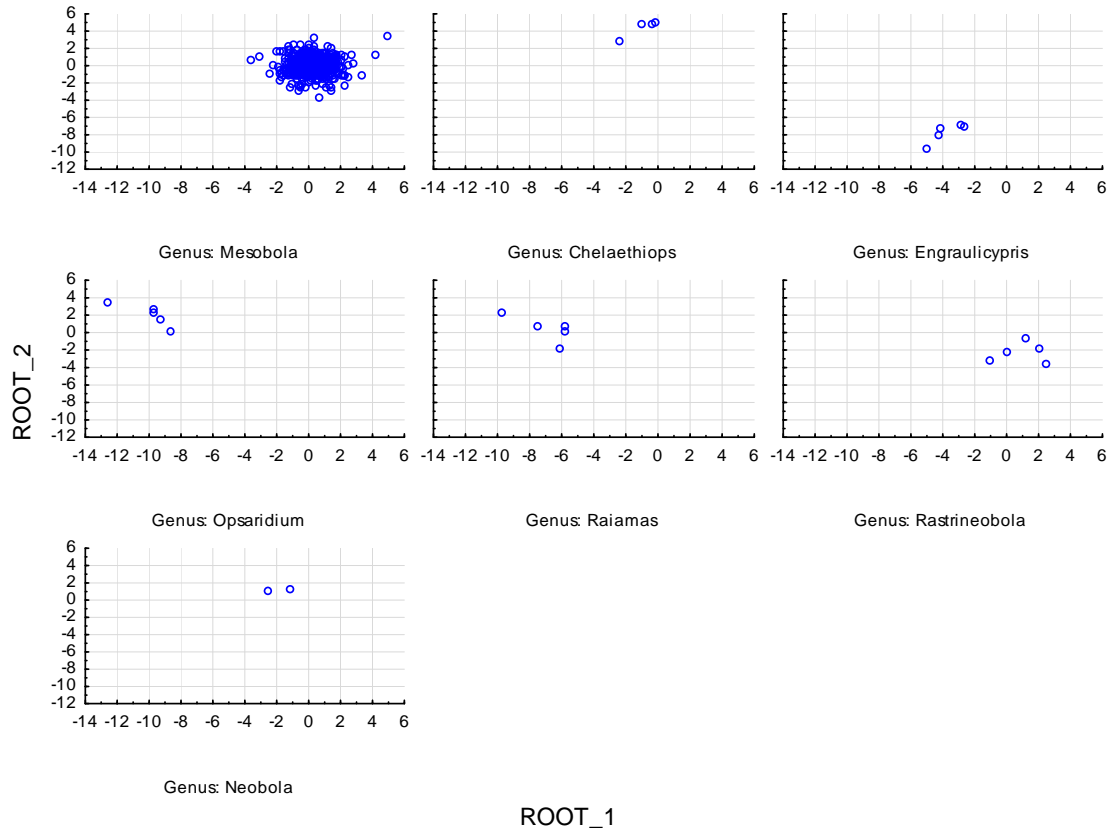 6
4
2
0
-2
-4
-6
-8
-10
-12
-14 -12 -10 -8 -6 -4 -2 0 2 4 6
-14 -12 -10 -8 -6 -4 -2 0 2 4 6
-14 -12 -10 -8 -6 -4 -2 0 2 4 6
Genus: Mesobola
Genus: Chelaethiops
Genus: Engraulicypris
6
4
2
0
-2
-4
-6
-8
-10
-12
-14 -12 -10 -8 -6 -4 -2 0 2 4 6
-14 -12 -10 -8 -6 -4 -2 0 2 4 6
-14 -12 -10 -8 -6 -4 -2 0 2 4 6
ROOT_2
Genus: Opsaridium
Genus: Raiamas
Genus: Rastrineobola
6
4
2
0
-2
-4
-6
-8
-10
-12
-14 -12 -10 -8 -6 -4 -2 0 2 4 6
Genus: Neobola
ROOT_1